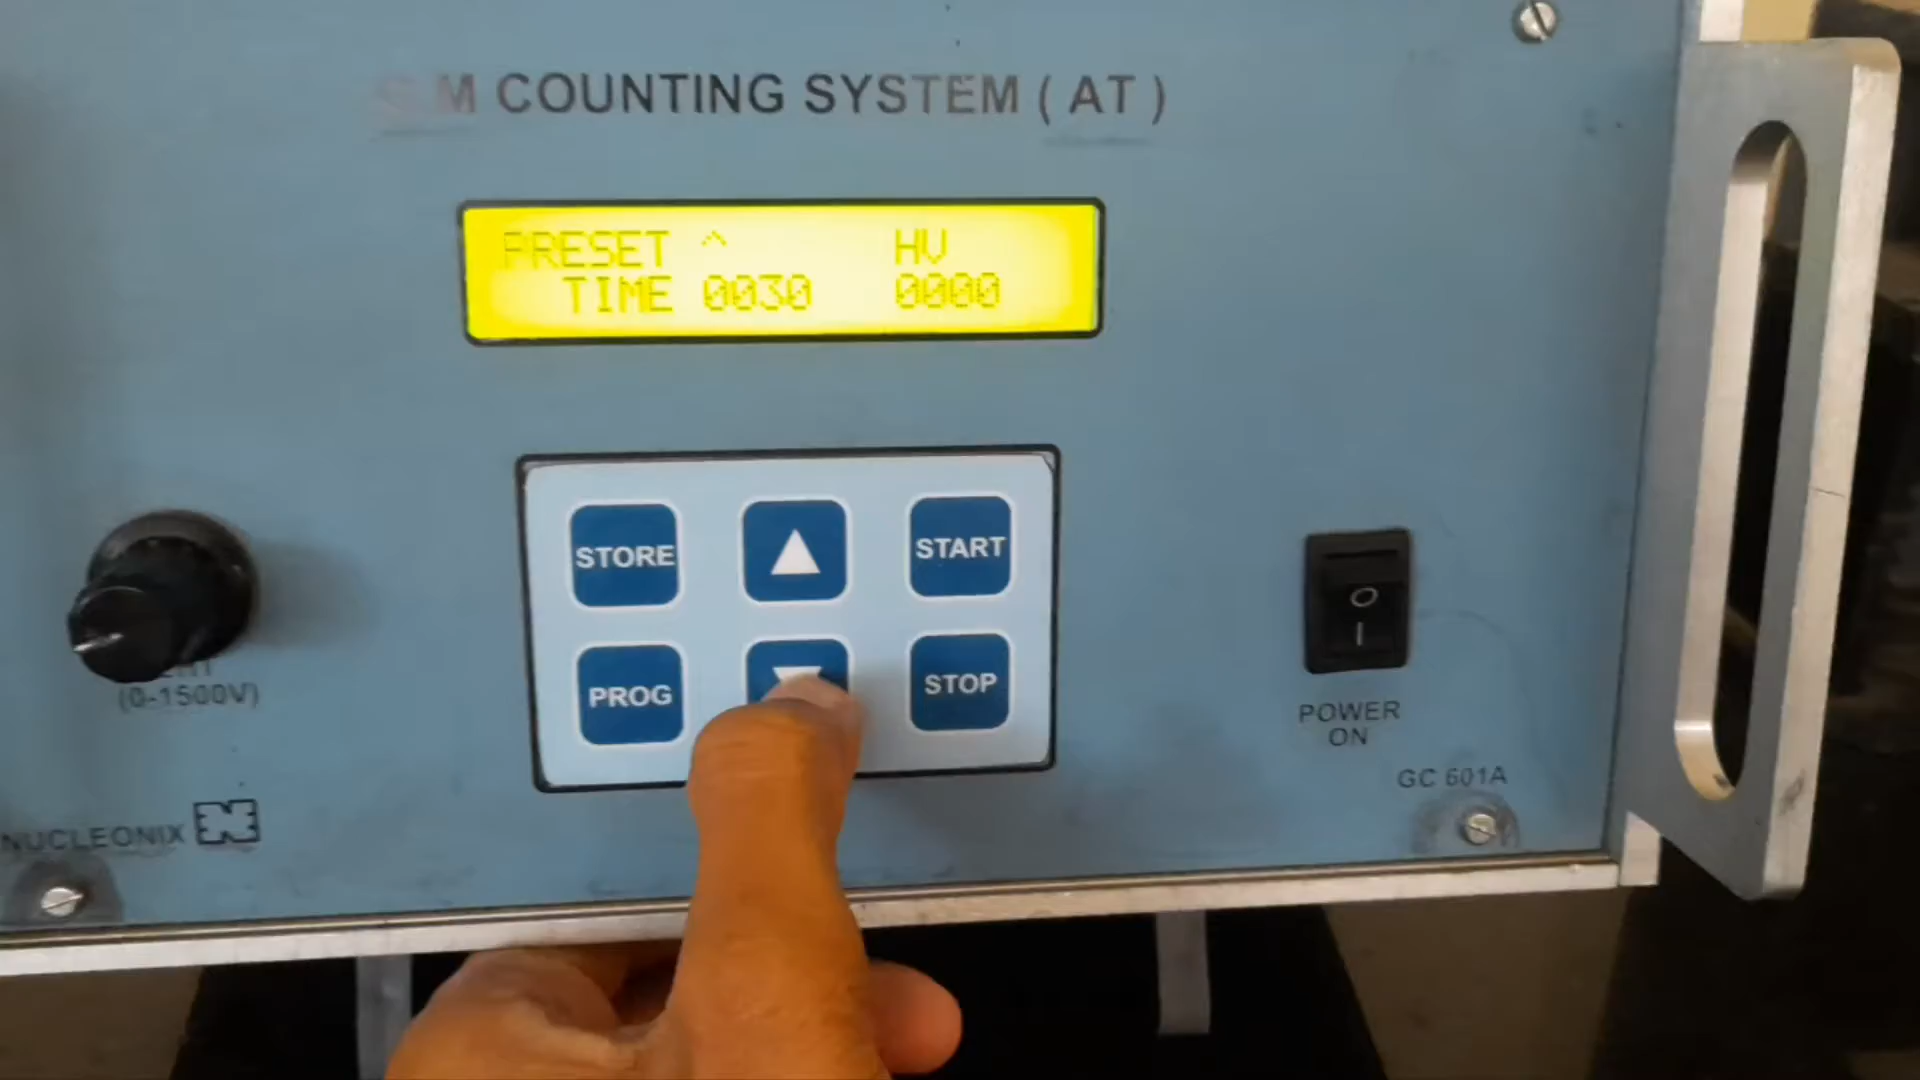 M COUNTING SYSTEM ( AT )
PRESET ^ HV
TIME 0030 0000
STORE
START
PROG
STOP
(0-1500V)
POWER
ON
GC 601A
NUCLEONIX